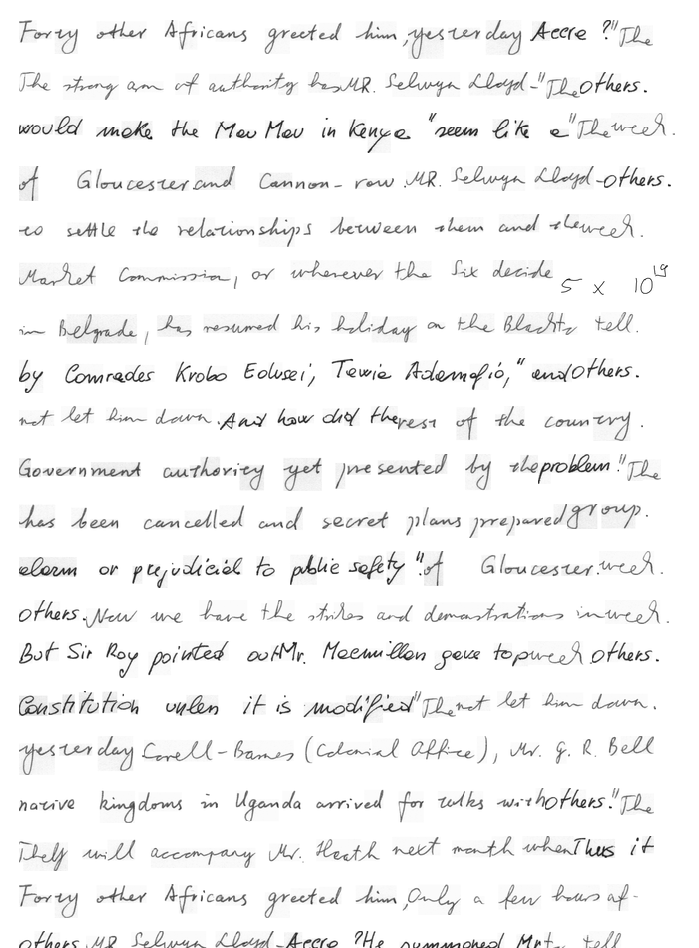 Forty other Africans greeted him, yesterday Accra ?" The
The strong arm of authority has MR. Selwyn Lloyd-" The others.
would make the Mau Mau in Kenya "seem like a" The week.
of Gloucester and Cannon- row MR. Selwyn Lloyd- others.
to settle the relationships between them and the week.
Market Commission, or wherever the Six decide 5 x 10^19
in Belgrade, has resumed his holiday on the Black to tell.
by Comrades Krobo Edusei, Tawia Adamafio," and others.
not let him down. And how did the rest of the country.
Government authority yet presented by the problem." The
has been cancelled and secret plans prepared group.
alarm or prejudicial to public safety ". of Gloucester. week.
others. Now we have the strikes and demonstrations in week.
But Sir Roy pointed out Mr. Macmillan gave to p week others.
Constitution unless it is modified" The not let him down.
yesterday Carell-Barnes (Colonial Office), Mr. G. R. Bell
native kingdoms in Uganda arrived for talks with others." The
will accompany Mr. Heath next month when Thus it
Forty other Africans greeted him, Only a few hours af-
others. MR. Selwyn Lloyd- Accra ? He summoned Mr to tell